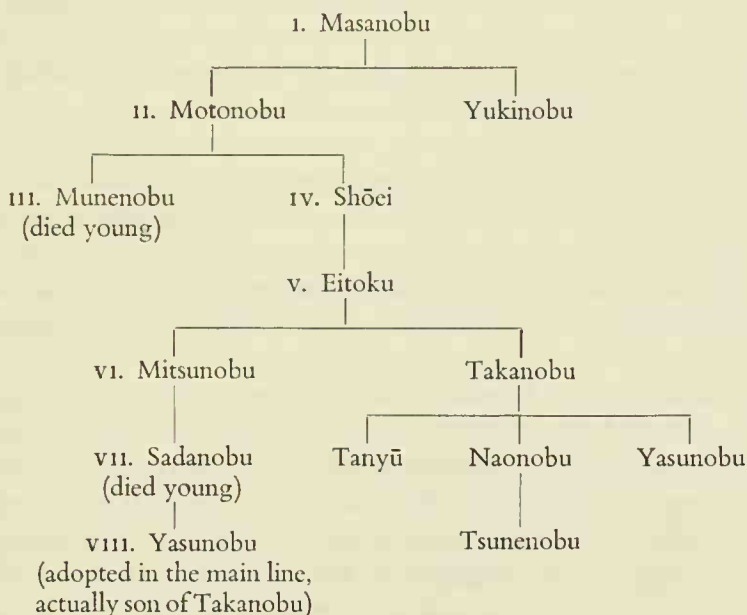 I. Masanobu
II. Motonobu Yukinobu
III. Munenobu IV. Shōei
(died young)
V. Eitoku
VI. Mitsunobu Takanobu
VII. Sadanobu Tanyū Naonobu Yasunobu
(died young)
VIII. Yasunobu Tsunenobu
(adopted in the main line,
actually son of Takanobu)